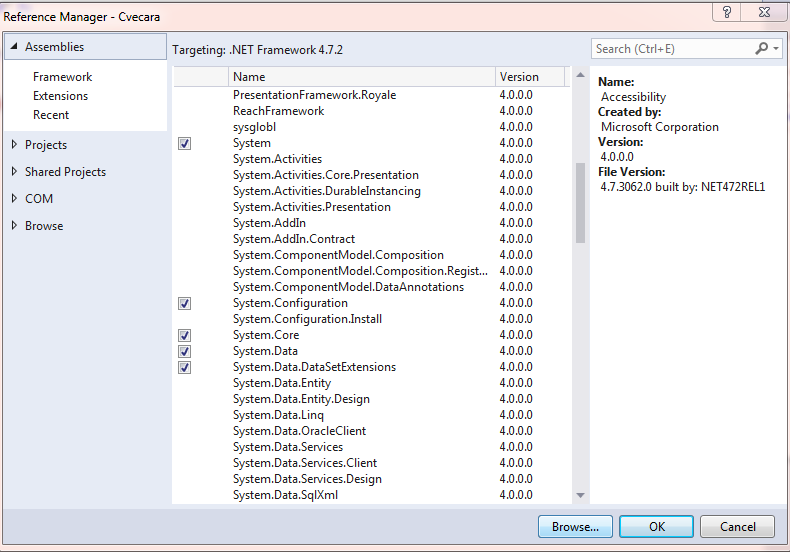 Reference Manager - Cvecara
Assemblies
Framework
Extensions
Recent
Projects
Shared Projects
COM
Browse
Targeting: .NET Framework 4.7.2
Search (Ctrl+E)
Name Version
PresentationFramework.Royale 4.0.0.0
ReachFramework 4.0.0.0
sysglobl 4.0.0.0
System 4.0.0.0
System.Activities 4.0.0.0
System.Activities.Core.Presentation 4.0.0.0
System.Activities.DurableInstancing 4.0.0.0
System.Activities.Presentation 4.0.0.0
System.AddIn 4.0.0.0
System.AddIn.Contract 4.0.0.0
System.ComponentModel.Composition 4.0.0.0
System.ComponentModel.Composition.Regist... 4.0.0.0
System.ComponentModel.DataAnnotations 4.0.0.0
System.Configuration 4.0.0.0
System.Configuration.Install 4.0.0.0
System.Core 4.0.0.0
System.Data 4.0.0.0
System.Data.DataSetExtensions 4.0.0.0
System.Data.Entity 4.0.0.0
System.Data.Entity.Design 4.0.0.0
System.Data.Linq 4.0.0.0
System.Data.OracleClient 4.0.0.0
System.Data.Services 4.0.0.0
System.Data.Services.Client 4.0.0.0
System.Data.Services.Design 4.0.0.0
System.Data.SqlXml 4.0.0.0
Name:
Accessibility
Created by:
Microsoft Corporation
Version:
4.0.0.0
File Version:
4.7.3062.0 built by: NET472REL1
Browse... OK Cancel